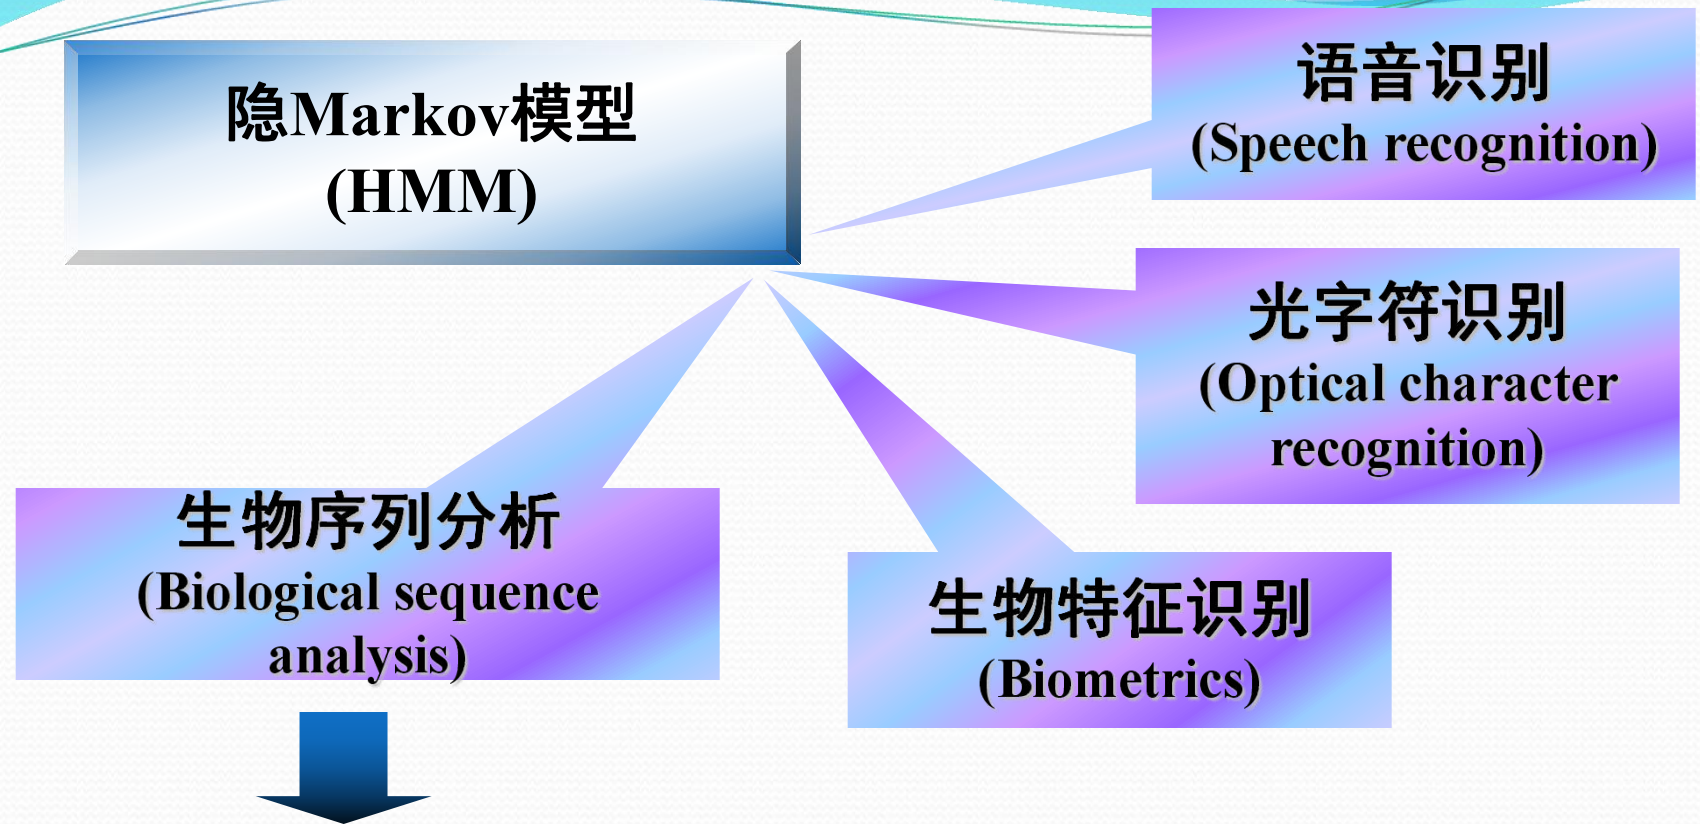 隐Markov模型
(HMM)
语音识别
(Speech recognition)
光字符识别
(Optical character
recognition)
生物序列分析
(Biological sequence
analysis)
生物特征识别
(Biometrics)